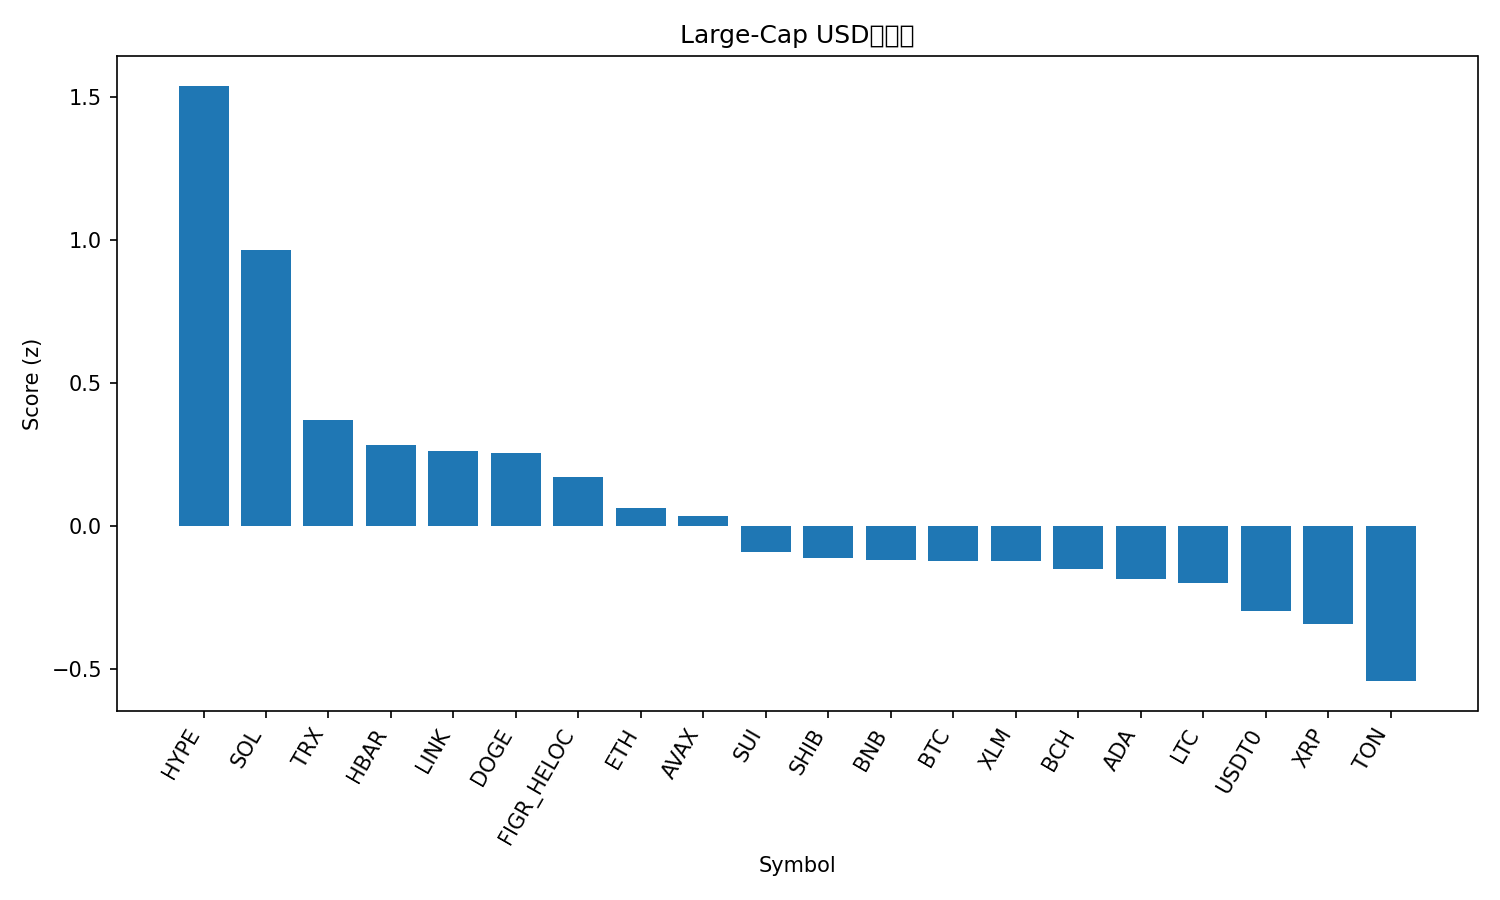 Large-Cap USD
Score (z)
1.5
1.0
0.5
0.0
−0.5
HYPE
SOL
TRX
HBAR
LINK
DOGE
FIGR_HELOC
ETH
AVAX
SUI
SHIB
BNB
BTC
XLM
BCH
ADA
LTC
USDT0
XRP
TON
Symbol